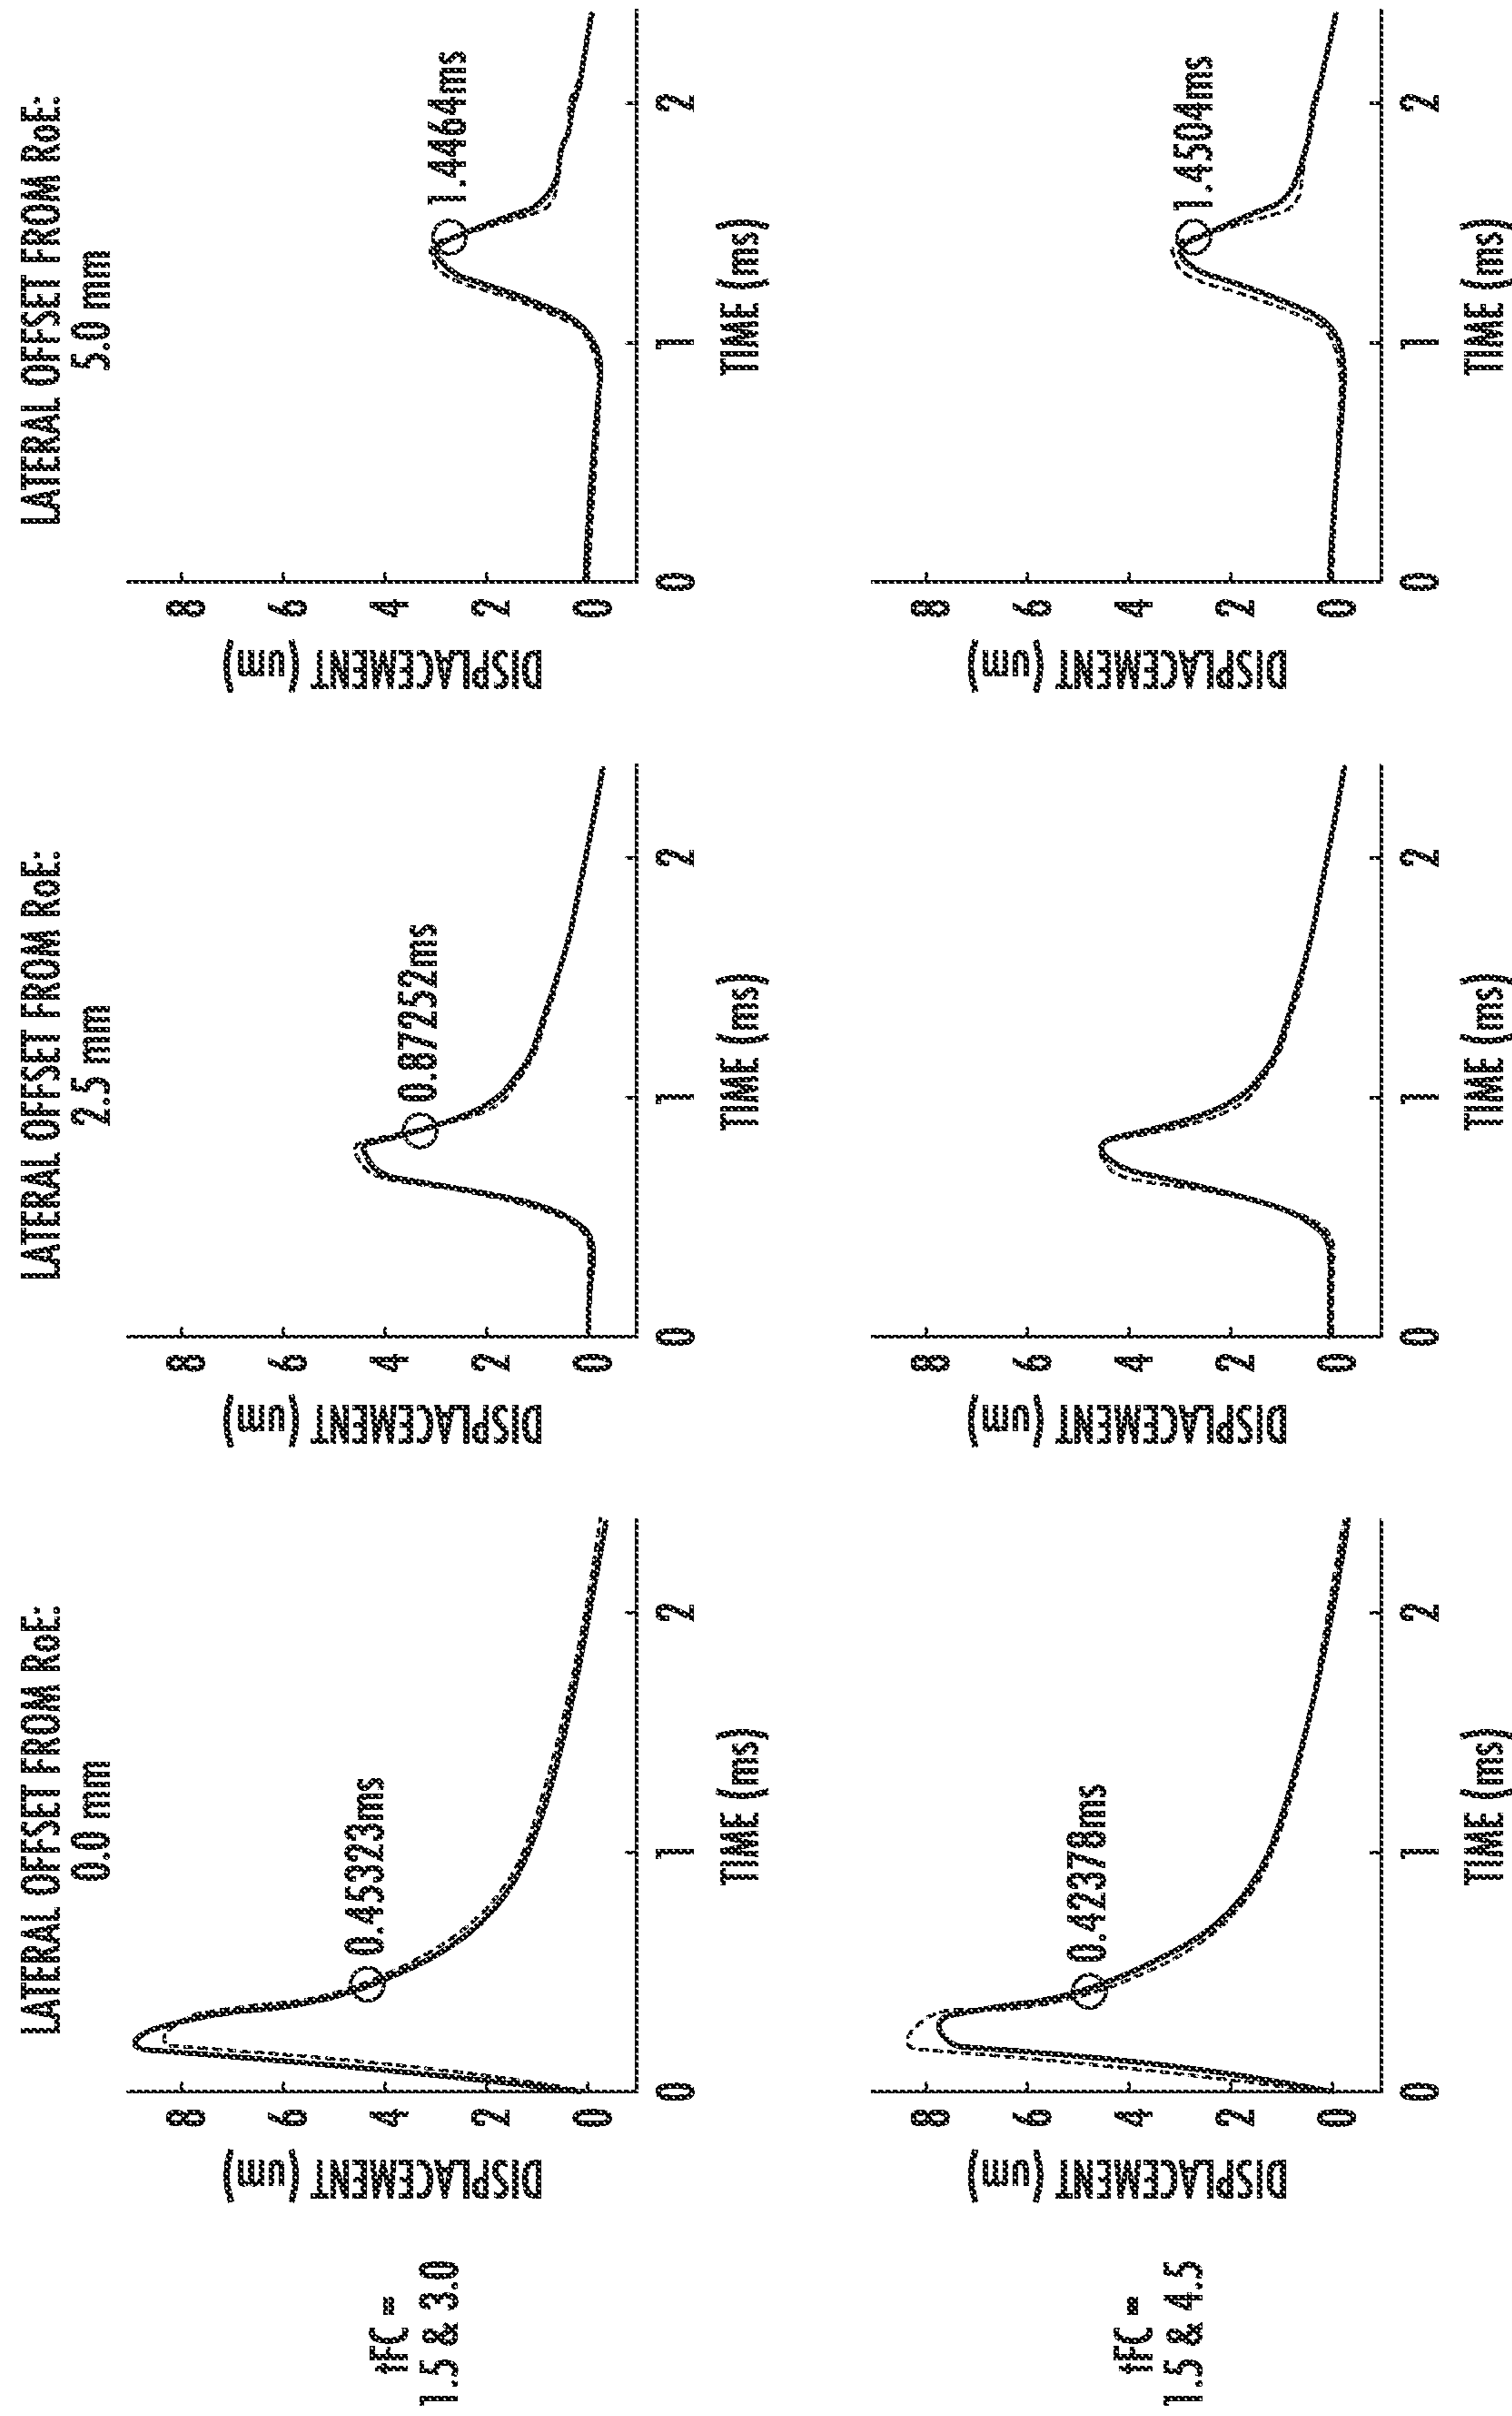 LATERAL OFFSET FROM RoE:
0.0 mm
LATERAL OFFSET FROM RoE:
2.5 mm
LATERAL OFFSET FROM RoE:
5.0 mm
tFC =
1.5 & 3.0
DISPLACEMENT (um)
8
6
4
2
0
0.45323ms
0 1 2
TIME (ms)
DISPLACEMENT (um)
8
6
4
2
0
0.87252ms
0 1 2
TIME (ms)
DISPLACEMENT (um)
8
6
4
2
0
1.4464ms
0 1 2
TIME (ms)
tFC =
1.5 & 4.5
DISPLACEMENT (um)
8
6
4
2
0
0.42378ms
0 1 2
TIME (ms)
DISPLACEMENT (um)
8
6
4
2
0
0 1 2
TIME (ms)
DISPLACEMENT (um)
8
6
4
2
0
1.4504ms
0 1 2
TIME (ms)